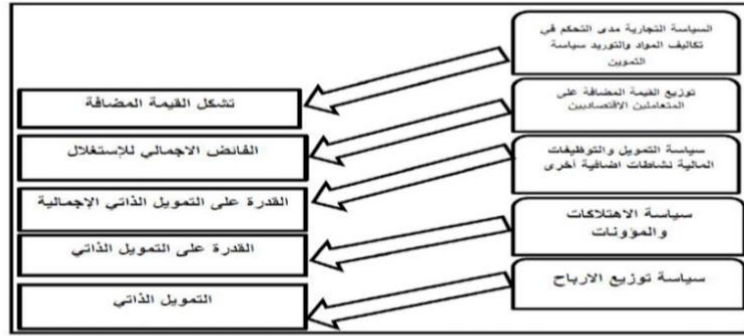 السياسة التجارية مدى التحكم في
تكاليف المواد والتوريد سياسة
التموين
تشكل القيمة المضافة
توزيع القيمة المضافة على
المتعاملين الاقتصاديين
الفائض الاجمالي للإستغلال
سياسة التمويل والتوظيفات
المالية نشاطات اضافية أخرى
القدرة على التمويل الذاتي الإجمالية
سياسة الاهتلاكات
والمؤونات
القدرة على التمويل الذاتي
سياسة توزيع الارباح
التمويل الذاتي